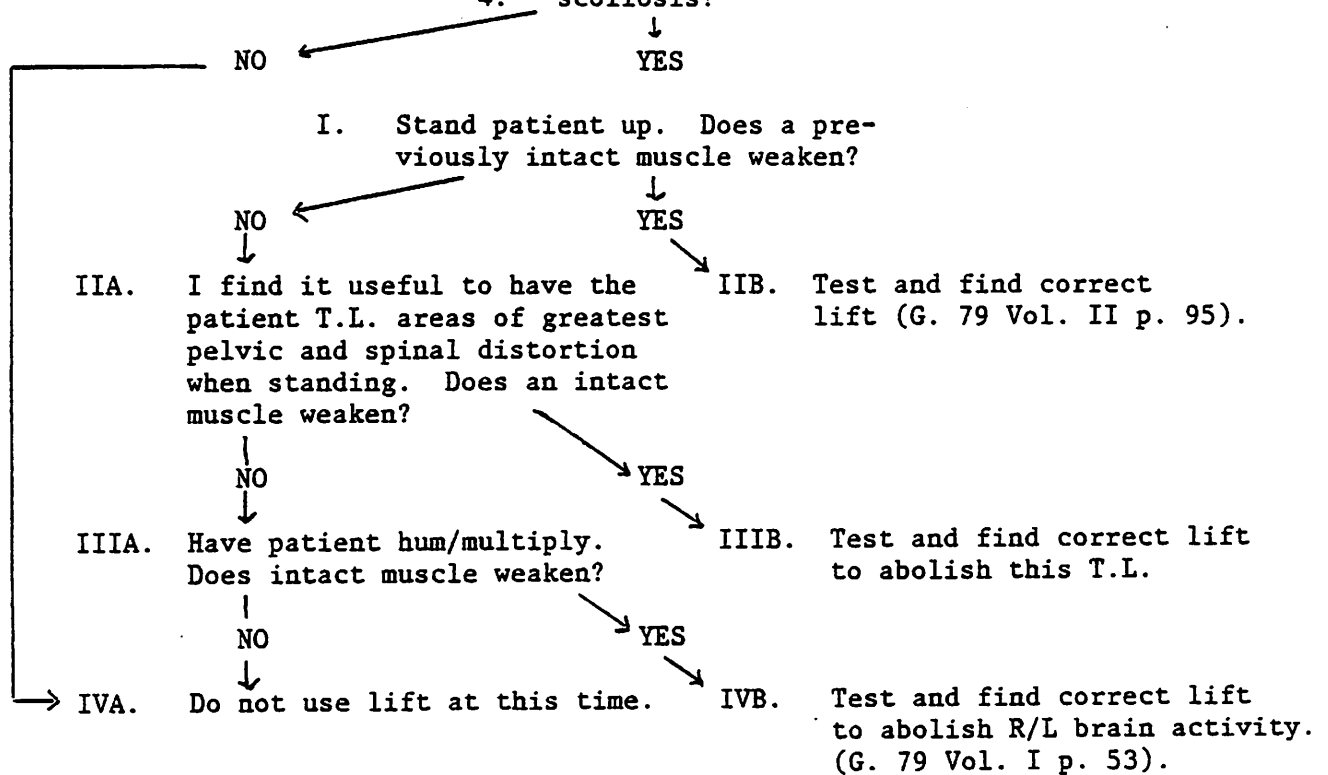 4. scoliosis?
NO YES
I. Stand patient up. Does a pre-
viously intact muscle weaken?
NO YES
IIA. I find it useful to have the
patient T.L. areas of greatest
pelvic and spinal distortion
when standing. Does an intact
muscle weaken?
IIB. Test and find correct
lift (G. 79 Vol. II p. 95).
NO YES
IIIA. Have patient hum/multiply.
Does intact muscle weaken?
IIIB. Test and find correct lift
to abolish this T.L.
NO YES
IVA. Do not use lift at this time.
IVB. Test and find correct lift
to abolish R/L brain activity.
(G. 79 Vol. I p. 53).